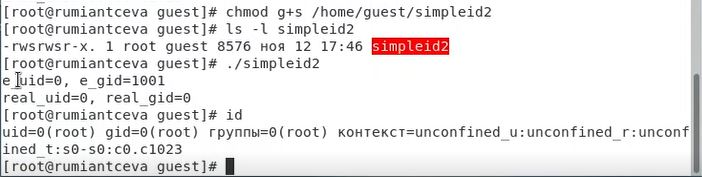 [root@rumiantceva guest]# chmod g+s /home/guest/simpleid2
[root@rumiantceva guest]# ls -l simpleid2
-rwsrwsr-x. 1 root guest 8576 ноя 12 17:46 simpleid2
[root@rumiantceva guest]# ./simpleid2
e_uid=0, e_gid=1001
real_uid=0, real_gid=0
[root@rumiantceva guest]# id
uid=0(root) gid=0(root) группы=0(root) контекст=unconfined_u:unconfined_r:unconf
ined_t:s0-s0:c0.c1023
[root@rumiantceva guest]#